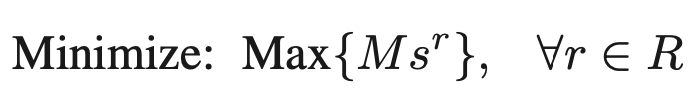 Minimize: Max{Ms^r}, ∀r ∈ R